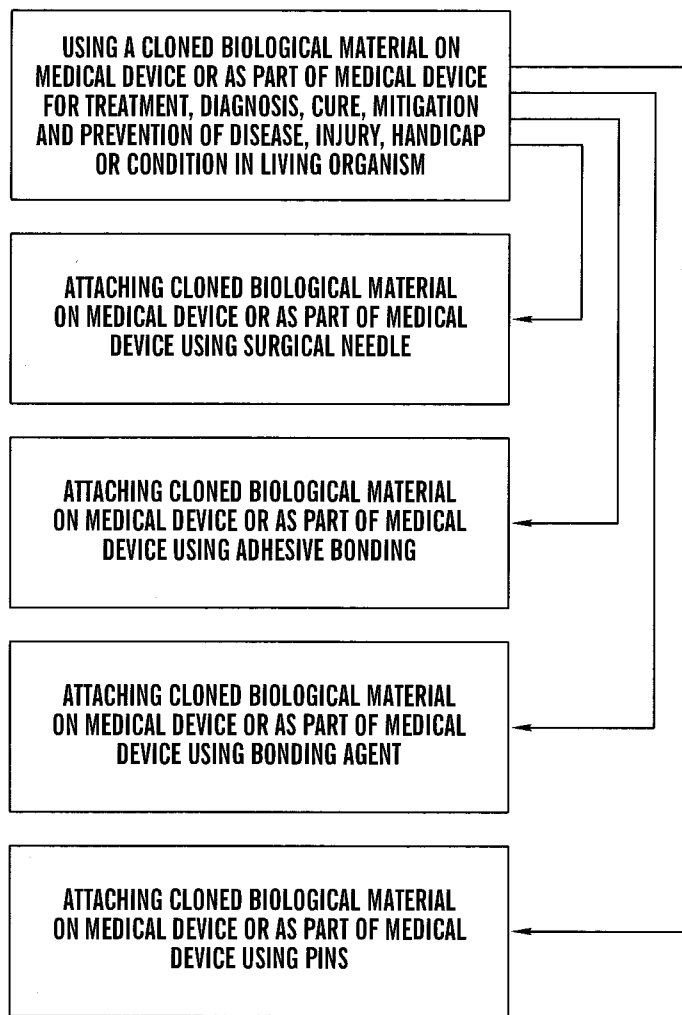 USING A CLONED BIOLOGICAL MATERIAL ON
MEDICAL DEVICE OR AS PART OF MEDICAL DEVICE
FOR TREATMENT, DIAGNOSIS, CURE, MITIGATION
AND PREVENTION OF DISEASE, INJURY, HANDICAP
OR CONDITION IN LIVING ORGANISM
ATTACHING CLONED BIOLOGICAL MATERIAL
ON MEDICAL DEVICE OR AS PART OF MEDICAL
DEVICE USING SURGICAL NEEDLE
ATTACHING CLONED BIOLOGICAL MATERIAL
ON MEDICAL DEVICE OR AS PART OF MEDICAL
DEVICE USING ADHESIVE BONDING
ATTACHING CLONED BIOLOGICAL MATERIAL
ON MEDICAL DEVICE OR AS PART OF MEDICAL
DEVICE USING BONDING AGENT
ATTACHING CLONED BIOLOGICAL MATERIAL
ON MEDICAL DEVICE OR AS PART OF MEDICAL
DEVICE USING PINS